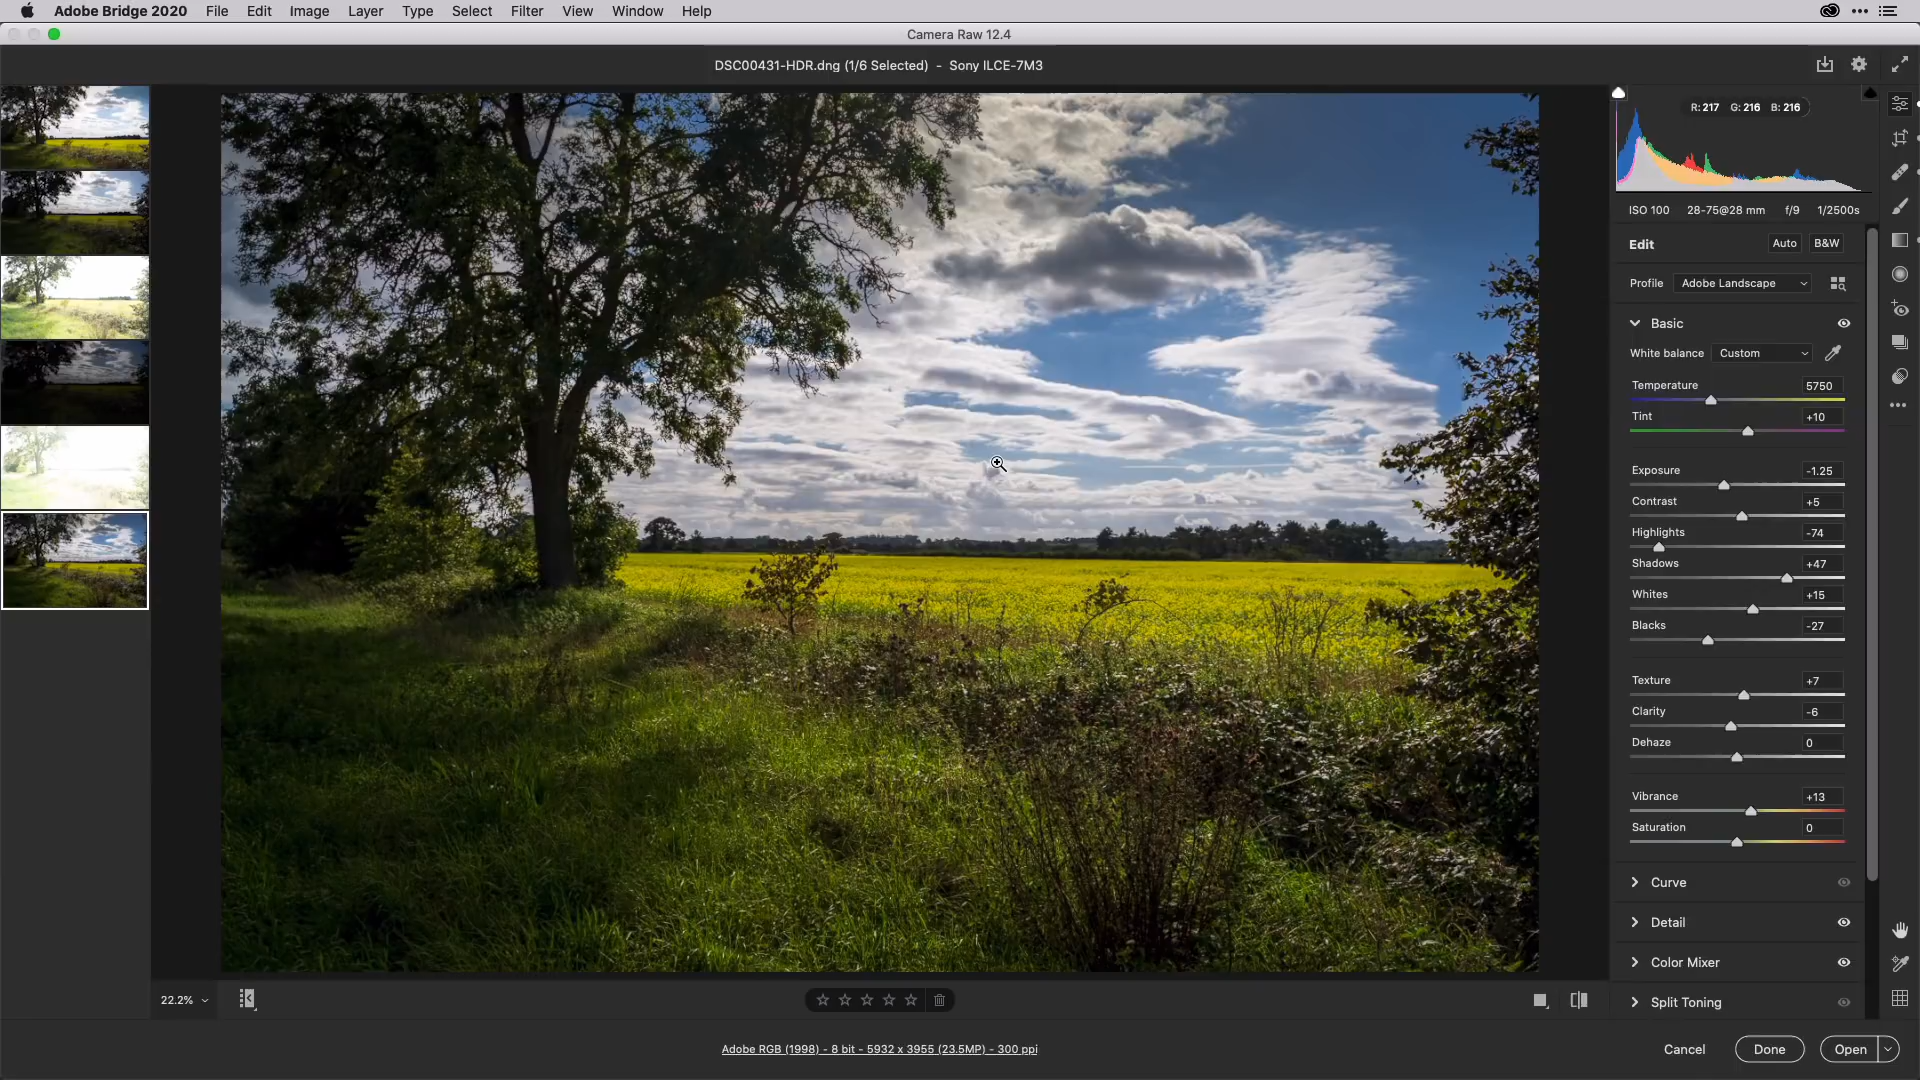 Adobe Bridge 2020 File Edit Image Layer Type Select Filter View Window Help
Camera Raw 12.4
DSC00431-HDR.dng (1/6 Selected) - Sony ILCE-7M3
R: 217 G: 216 B: 216
ISO 100 28-75@28 mm f/9 1/2500s
Edit Auto B&W
Profile Adobe Landscape
Basic
White balance Custom
Temperature 5750
Tint +10
Exposure -1.25
Contrast +5
Highlights -74
Shadows +47
Whites +15
Blacks -27
Texture +7
Clarity -6
Dehaze 0
Vibrance +13
Saturation 0
Curve
Detail
Color Mixer
Split Toning
22.2%
Adobe RGB (1998) - 8 bit - 5932 x 3955 (23.5MP) - 300 ppi
Cancel Done Open